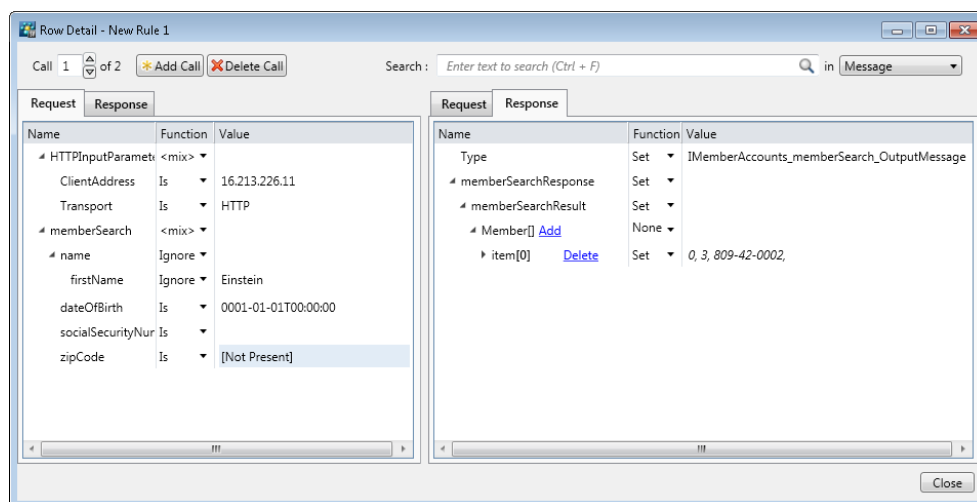 Row Detail - New Rule 1
Call 1 of 2 Add Call Delete Call Search : Enter text to search (Ctrl + F) in Message
Request Response
Name Function Value
HTTPInputParamete <mix>
ClientAddress Is 16.213.226.11
Transport Is HTTP
memberSearch <mix>
name Ignore
firstName Ignore Einstein
dateOfBirth Is 0001-01-01T00:00:00
socialSecurityNur Is
zipCode Is [Not Present]
Request Response
Name Function Value
Type Set IMemberAccounts_memberSearch_OutputMessage
memberSearchResponse Set
memberSearchResult Set
Member[] Add None
item[0] Delete Set 0, 3, 809-42-0002,
Close